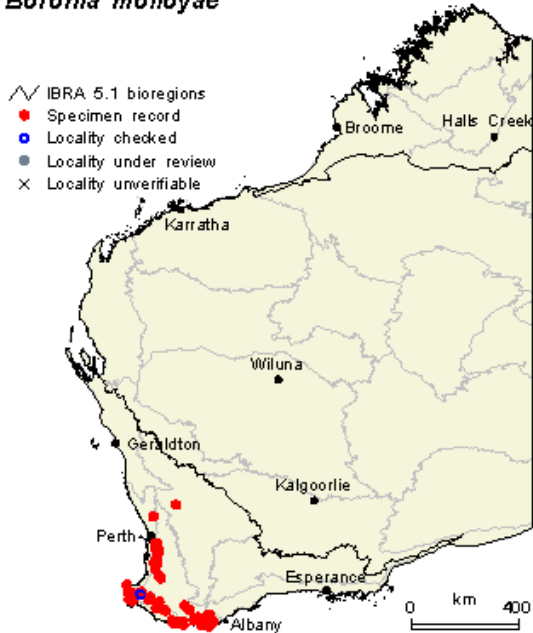 Boronia molloyae
IBRA 5.1 bioregions
Specimen record
Locality checked
Locality under review
Locality unverifiable
Broome
Halls Creek
Karratha
Wiluna
Geraldton
Kalgoorlie
Perth
Esperance
Albany
km
0 400